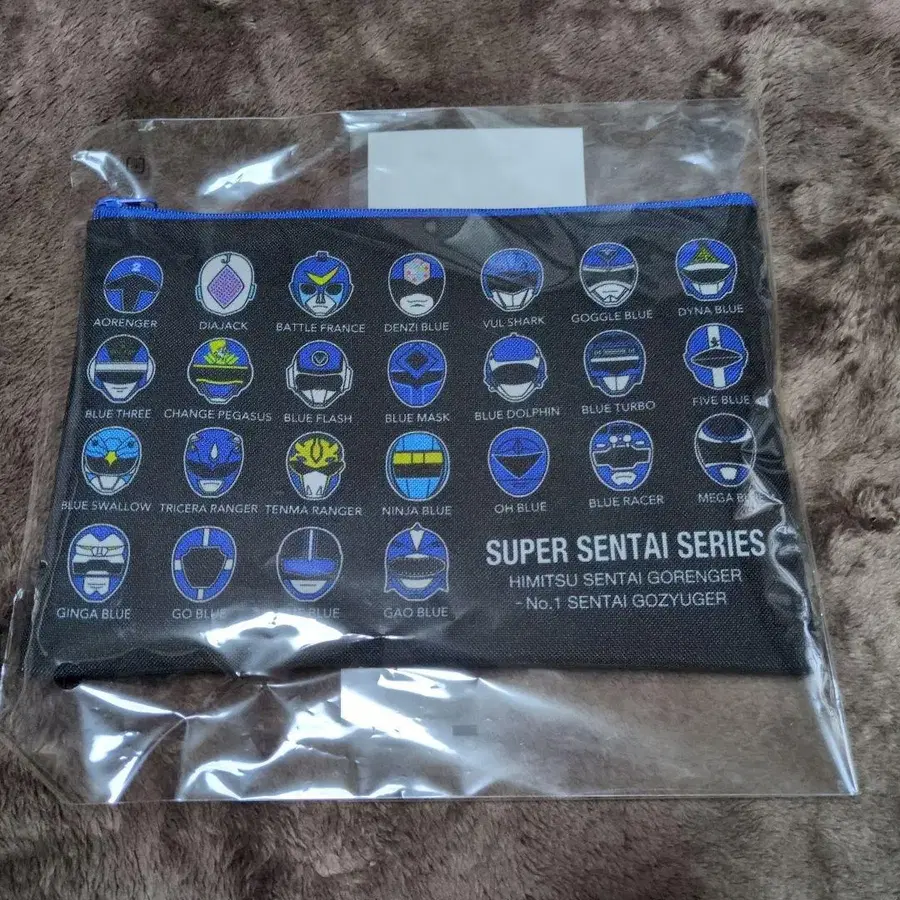 AORENGER DIAJACK BATTLE FRANCE DENZI BLUE VUL SHARK GOGGLE BLUE DYNA BLUE
BLUE THREE CHANGE PEGASUS BLUE FLASH BLUE MASK BLUE DOLPHIN BLUE TURBO FIVE BLUE
BLUE SWALLOW TRICERA RANGER TENMA RANGER NINJA BLUE OH BLUE BLUE RACER MEGA
GINGA BLUE GO BLUE BLUE GAO BLUE
SUPER SENTAI SERIES
HIMITSU SENTAI GORENGER
- No.1 SENTAI GOZYUGER